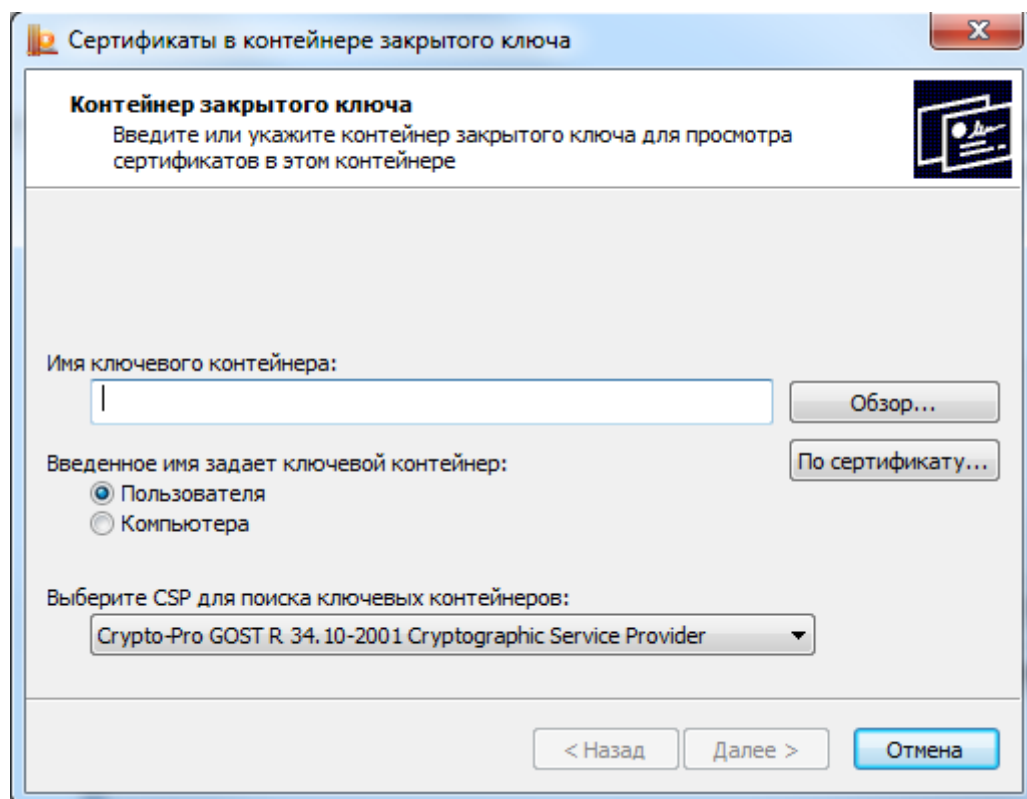 Сертификаты в контейнере закрытого ключа
Контейнер закрытого ключа
Введите или укажите контейнер закрытого ключа для просмотра
сертификатов в этом контейнере
Имя ключевого контейнера:
Обзор...
Введенное имя задает ключевой контейнер:
По сертификату...
Пользователя
Компьютера
Выберите CSP для поиска ключевых контейнеров:
Crypto-Pro GOST R 34.10-2001 Cryptographic Service Provider
< Назад
Далее >
Отмена